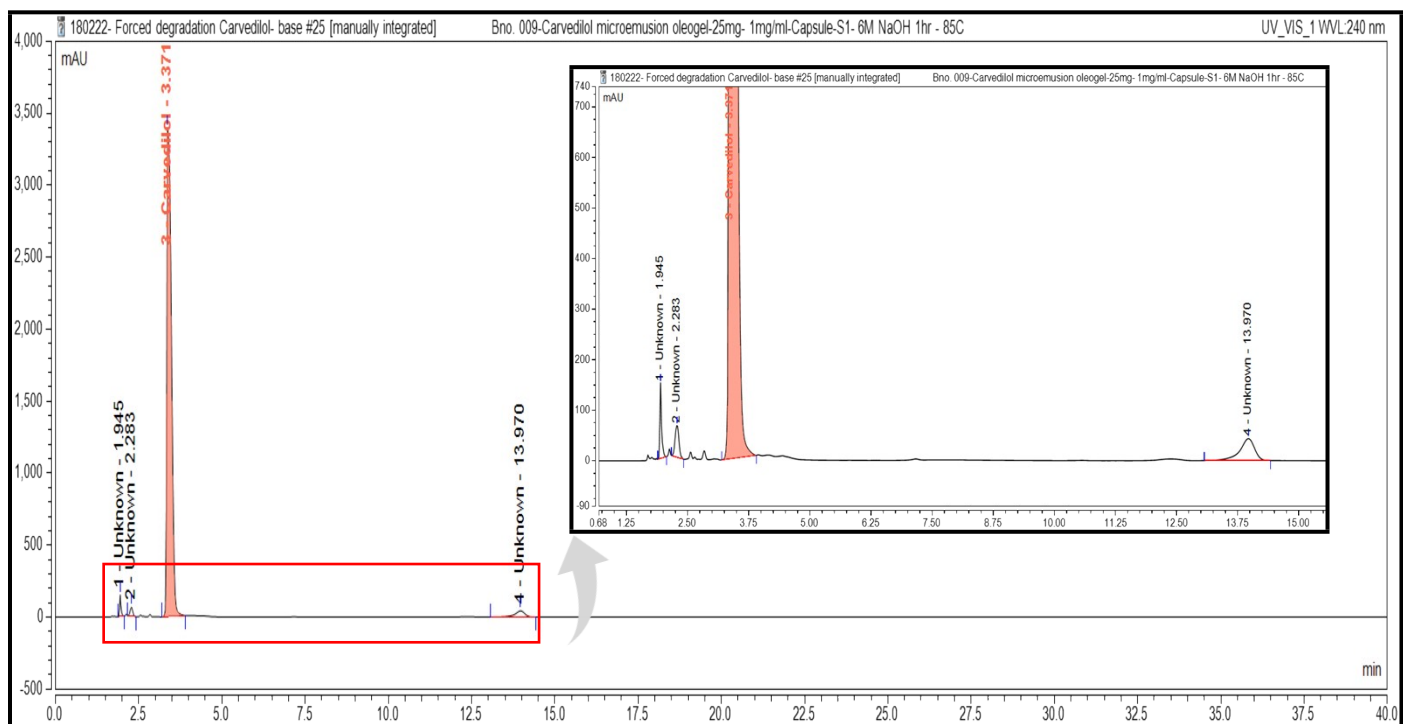 180222- Forced degradation Carvedilol- base #25 [manually integrated] Bno. 009-Carvedilol microemusion oleogel-25mg- 1mg/ml-Capsule-S1- 6M NaOH 1hr - 85C UV_VIS_1 WVL:240 nm
4,000
mAU
3,500
3,000
2,500
2,000
1,500
1,000
500
0
-500
1 - Unknown - 1.945
2 - Unknown - 2.283
3 - Carvedilol - 3.371
4 - Unknown - 13.970
min
0.0 2.5 5.0 7.5 10.0 12.5 15.0 17.5 20.0 22.5 25.0 27.5 30.0 32.5 35.0 37.5 40.0
180222- Forced degradation Carvedilol- base #25 [manually integrated] Bno. 009-Carvedilol microemusion oleogel-25mg- 1mg/ml-Capsule-S1- 6M NaOH 1hr - 85C
740
mAU
700
600
500
400
300
200
100
0
-90
1 - Unknown - 1.945
2 - Unknown - 2.283
3 - Carvedilol - 3.371
4 - Unknown - 13.970
0.68 1.25 2.50 3.75 5.00 6.25 7.50 8.75 10.00 11.25 12.50 13.75 15.00